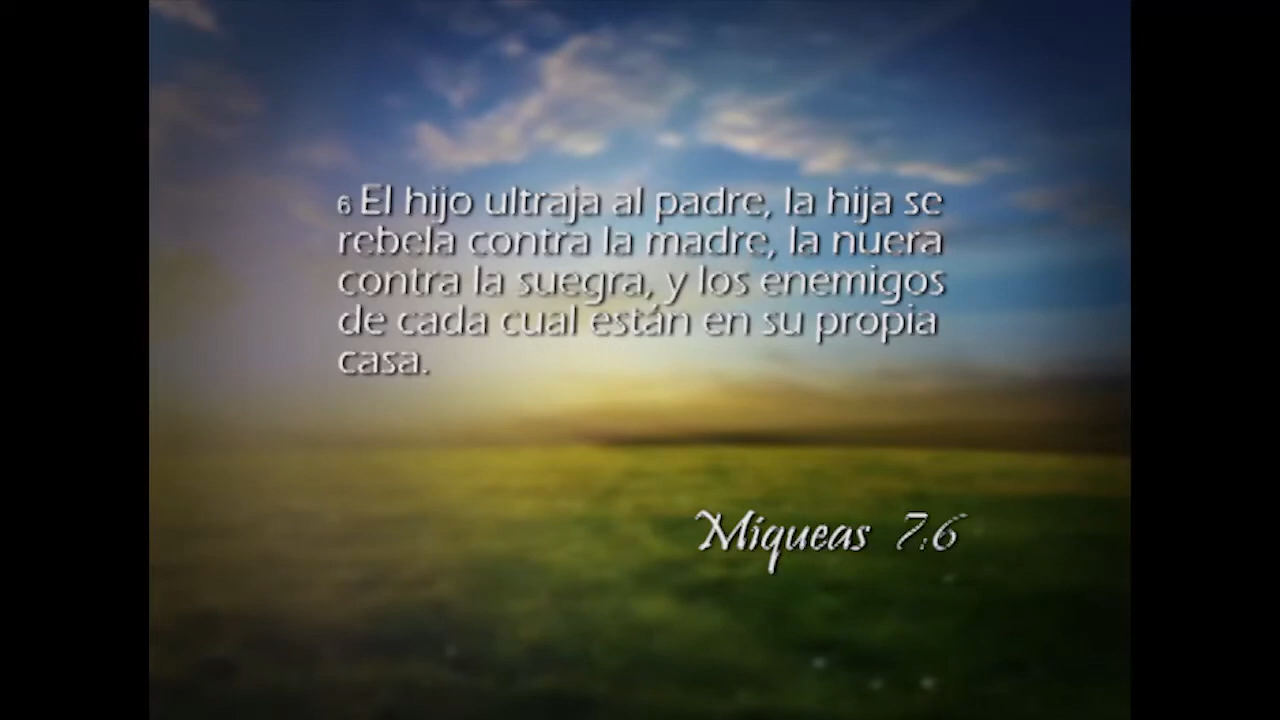 6 El hijo ultraja al padre, la hija se
rebela contra la madre, la nuera
contra la suegra, y los enemigos
de cada cual están en su propia
casa.
Miqueas 7:6